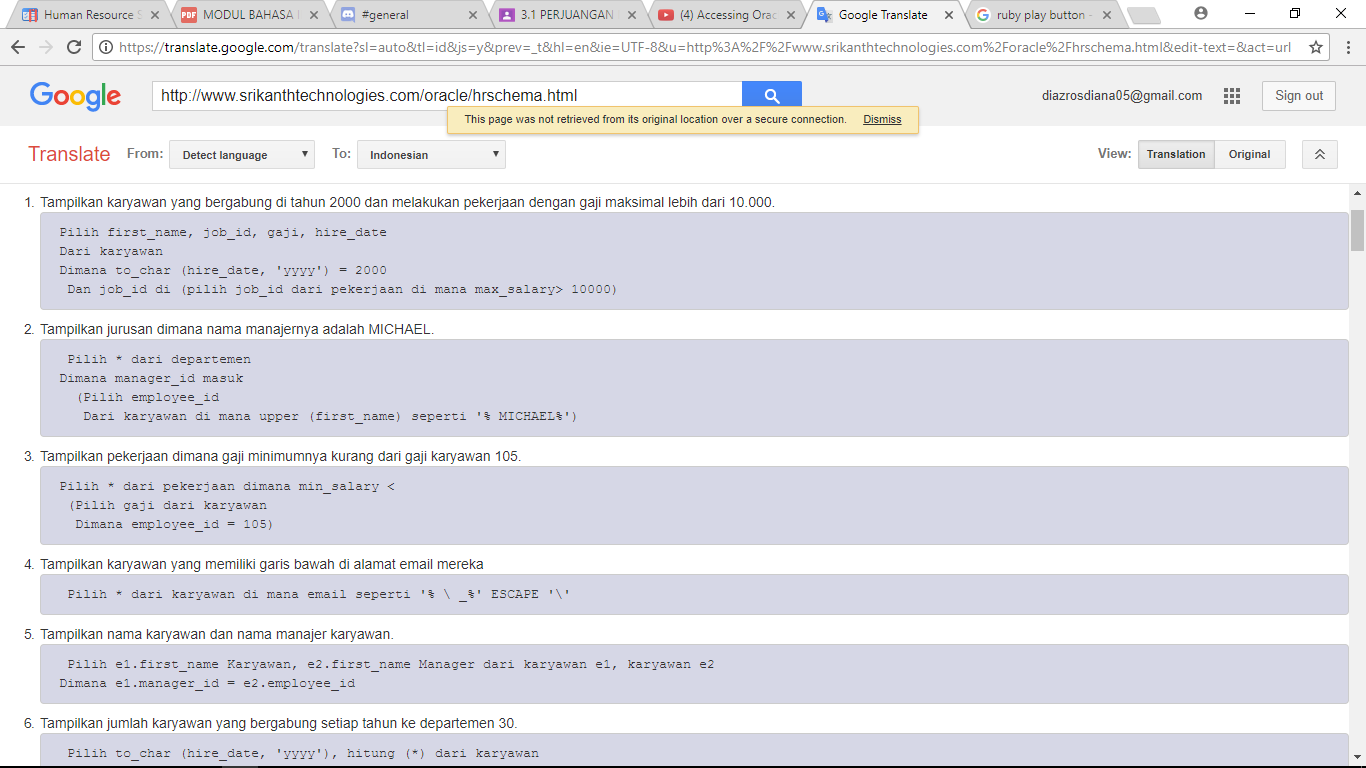 Human Resource S
MODUL BAHASA
#general
3.1 PERJUANGAN
(4) Accessing Orac
Google Translate
ruby play button -
https://translate.google.com/translate?sl=auto&tl=id&js=y&prev=_t&hl=en&ie=UTF-8&u=http%3A%2F%2Fwww.srikanthtechnologies.com%2Foracle%2Fhrschema.html&edit-text=&act=url
Google
http://www.srikanthtechnologies.com/oracle/hrschema.html
diazrosdiana05@gmail.com
Sign out
This page was not retrieved from its original location over a secure connection. Dismiss
Translate From: Detect language To: Indonesian View: Translation Original
1. Tampilkan karyawan yang bergabung di tahun 2000 dan melakukan pekerjaan dengan gaji maksimal lebih dari 10.000.
Pilih first_name, job_id, gaji, hire_date
Dari karyawan
Dimana to_char (hire_date, 'yyyy') = 2000
Dan job_id di (pilih job_id dari pekerjaan di mana max_salary> 10000)
2. Tampilkan jurusan dimana nama manajernya adalah MICHAEL.
Pilih * dari departemen
Dimana manager_id masuk
(Pilih employee_id
Dari karyawan di mana upper (first_name) seperti '% MICHAEL%')
3. Tampilkan pekerjaan dimana gaji minimumnya kurang dari gaji karyawan 105.
Pilih * dari pekerjaan dimana min_salary <
(Pilih gaji dari karyawan
Dimana employee_id = 105)
4. Tampilkan karyawan yang memiliki garis bawah di alamat email mereka
Pilih * dari karyawan di mana email seperti '% \ _%' ESCAPE '\'
5. Tampilkan nama karyawan dan nama manajer karyawan.
Pilih e1.first_name Karyawan, e2.first_name Manager dari karyawan e1, karyawan e2
Dimana e1.manager_id = e2.employee_id
6. Tampilkan jumlah karyawan yang bergabung setiap tahun ke departemen 30.
Pilih to_char (hire_date, 'yyyy'), hitung (*) dari karyawan